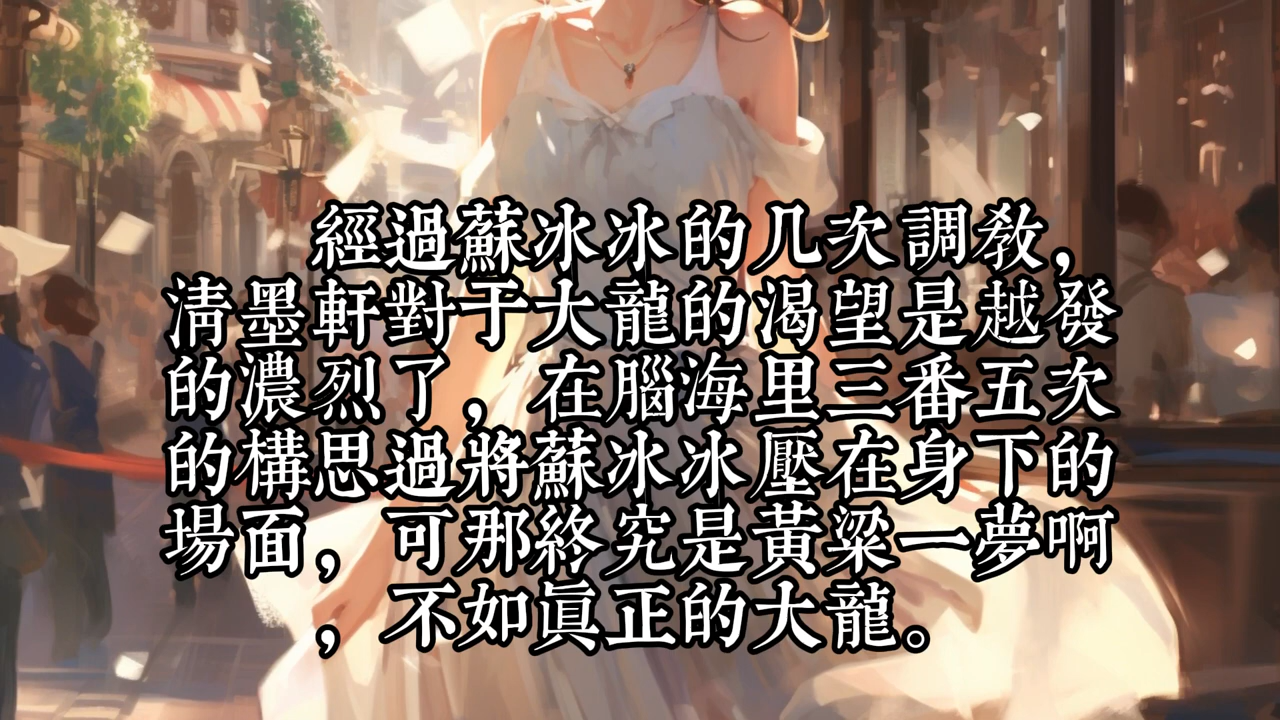 經過蘇冰冰的几次調教，
清墨軒對于大龍的渴望是越發
的濃烈了，在腦海里三番五次
的構思過將蘇冰冰壓在身下的
場面，可那終究是黃粱一夢啊
，不如眞正的大龍。